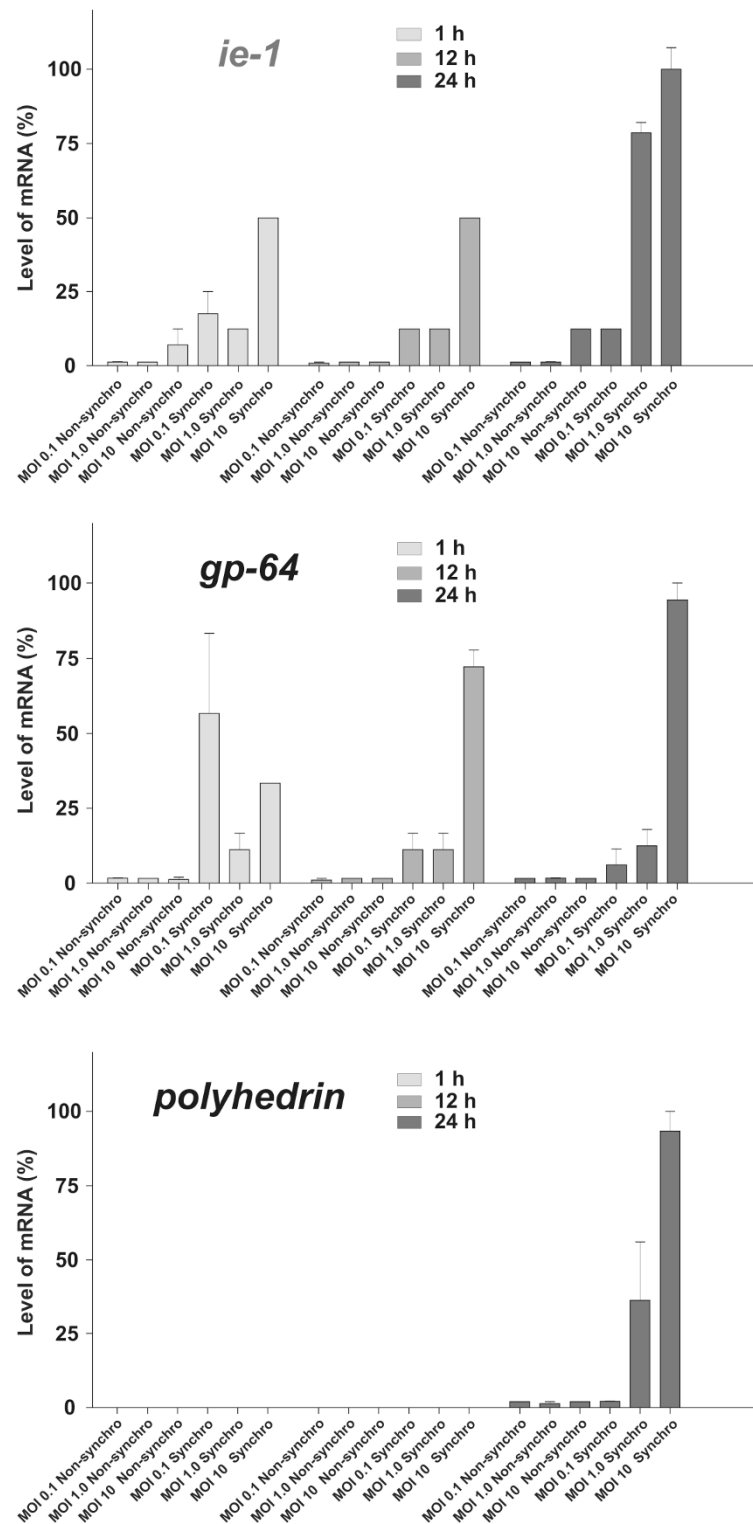 ie-1
1 h
12 h
24 h
Level of mRNA (%)
100
75
50
25
0
MOI 0.1 Non-synchro
MOI 1.0 Non-synchro
MOI 10 Non-synchro
MOI 0.1 Synchro
MOI 1.0 Synchro
MOI 10 Synchro
MOI 0.1 Non-synchro
MOI 1.0 Non-synchro
MOI 10 Non-synchro
MOI 0.1 Synchro
MOI 1.0 Synchro
MOI 10 Synchro
MOI 0.1 Non-synchro
MOI 1.0 Non-synchro
MOI 10 Non-synchro
MOI 0.1 Synchro
MOI 1.0 Synchro
MOI 10 Synchro
gp-64
1 h
12 h
24 h
Level of mRNA (%)
100
75
50
25
0
MOI 0.1 Non-synchro
MOI 1.0 Non-synchro
MOI 10 Non-synchro
MOI 0.1 Synchro
MOI 1.0 Synchro
MOI 10 Synchro
MOI 0.1 Non-synchro
MOI 1.0 Non-synchro
MOI 10 Non-synchro
MOI 0.1 Synchro
MOI 1.0 Synchro
MOI 10 Synchro
MOI 0.1 Non-synchro
MOI 1.0 Non-synchro
MOI 10 Non-synchro
MOI 0.1 Synchro
MOI 1.0 Synchro
MOI 10 Synchro
polyhedrin
1 h
12 h
24 h
Level of mRNA (%)
100
75
50
25
0
MOI 0.1 Non-synchro
MOI 1.0 Non-synchro
MOI 10 Non-synchro
MOI 0.1 Synchro
MOI 1.0 Synchro
MOI 10 Synchro
MOI 0.1 Non-synchro
MOI 1.0 Non-synchro
MOI 10 Non-synchro
MOI 0.1 Synchro
MOI 1.0 Synchro
MOI 10 Synchro
MOI 0.1 Non-synchro
MOI 1.0 Non-synchro
MOI 10 Non-synchro
MOI 0.1 Synchro
MOI 1.0 Synchro
MOI 10 Synchro